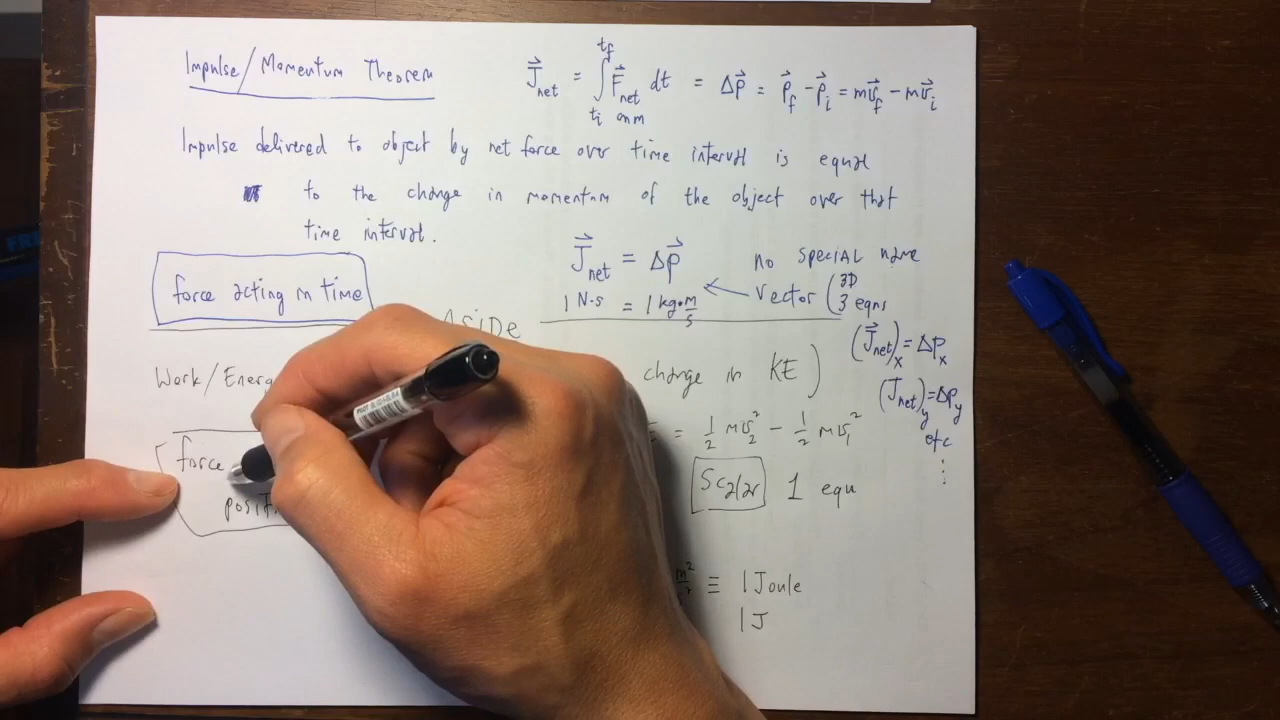 Impulse/Momentum Theorem
J⃗net = ∫ti^tf F⃗net on m dt = Δp⃗ = p⃗f − p⃗i = mv⃗f − mv⃗i
Impulse delivered to object by net force over time interval is equal
to the change in momentum of the object over that
time interval.
J⃗net = Δp⃗
1 N·s = 1 kg·m/s
no special name
vector (3D
3 eqns
force acting in time
(J⃗net)x = Δpx
(Jnet)y = Δpy
etc
⋮
Aside
Work/Energ
change in KE)
= ½ mv₂² − ½ mv₁²
force
Scalar 1 equ
m² ≡ 1 Joule
1 J
PILOT